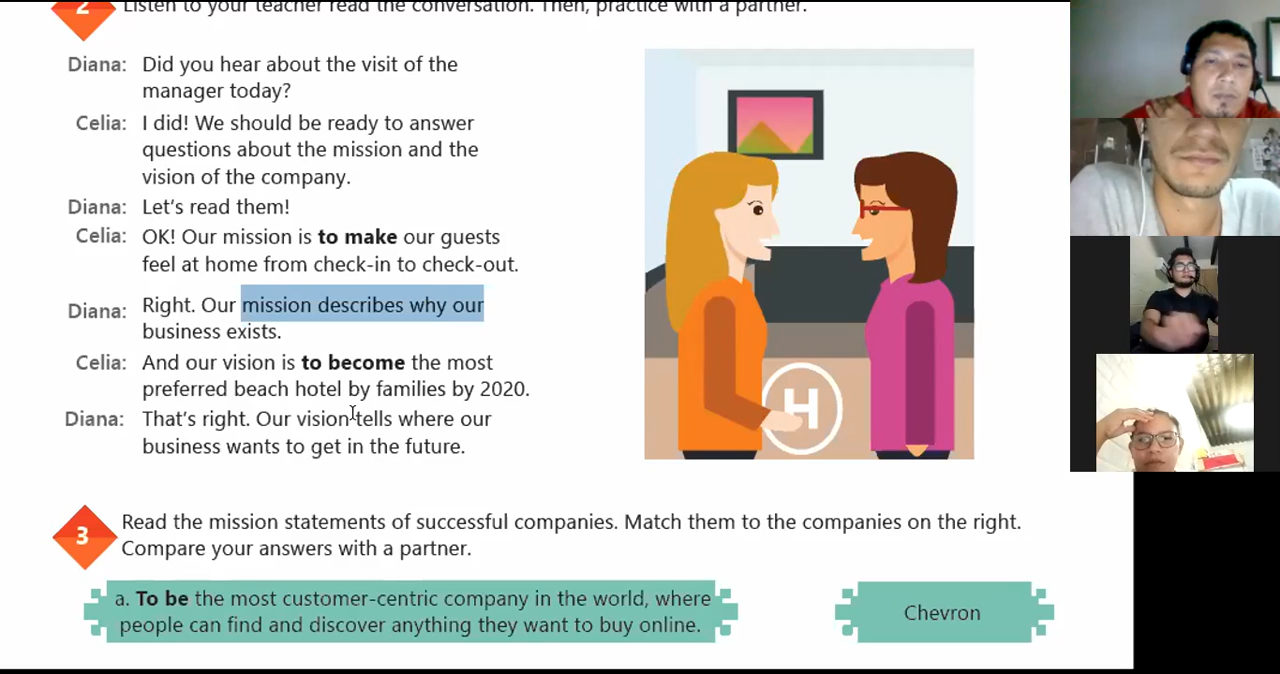 2 Listen to your teacher read the conversation. Then, practice with a partner.
Diana: Did you hear about the visit of the
manager today?
Celia: I did! We should be ready to answer
questions about the mission and the
vision of the company.
Diana: Let's read them!
Celia: OK! Our mission is to make our guests
feel at home from check-in to check-out.
Diana: Right. Our mission describes why our
business exists.
Celia: And our vision is to become the most
preferred beach hotel by families by 2020.
Diana: That's right. Our vision tells where our
business wants to get in the future.
H
3 Read the mission statements of successful companies. Match them to the companies on the right.
Compare your answers with a partner.
a. To be the most customer-centric company in the world, where
people can find and discover anything they want to buy online.
Chevron